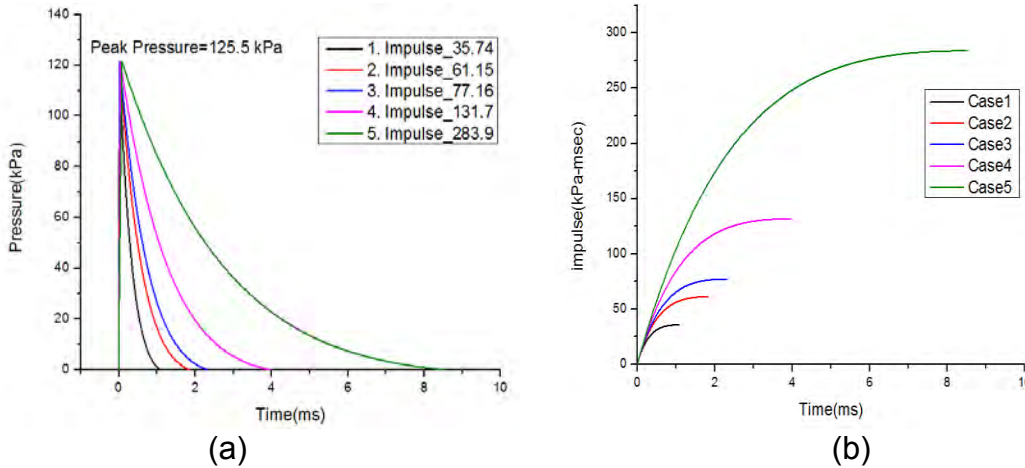 140
120
100
80
60
40
20
0
Pressure(kPa)
Peak Pressure=125.5 kPa
1. Impulse_35.74
2. Impulse_61.15
3. Impulse_77.16
4. Impulse_131.7
5. Impulse_283.9
0 2 4 6 8 10
Time(ms)
(a)
300
250
200
150
100
50
0
impulse(kPa-msec)
Case1
Case2
Case3
Case4
Case5
0 2 4 6 8 10
Time(ms)
(b)